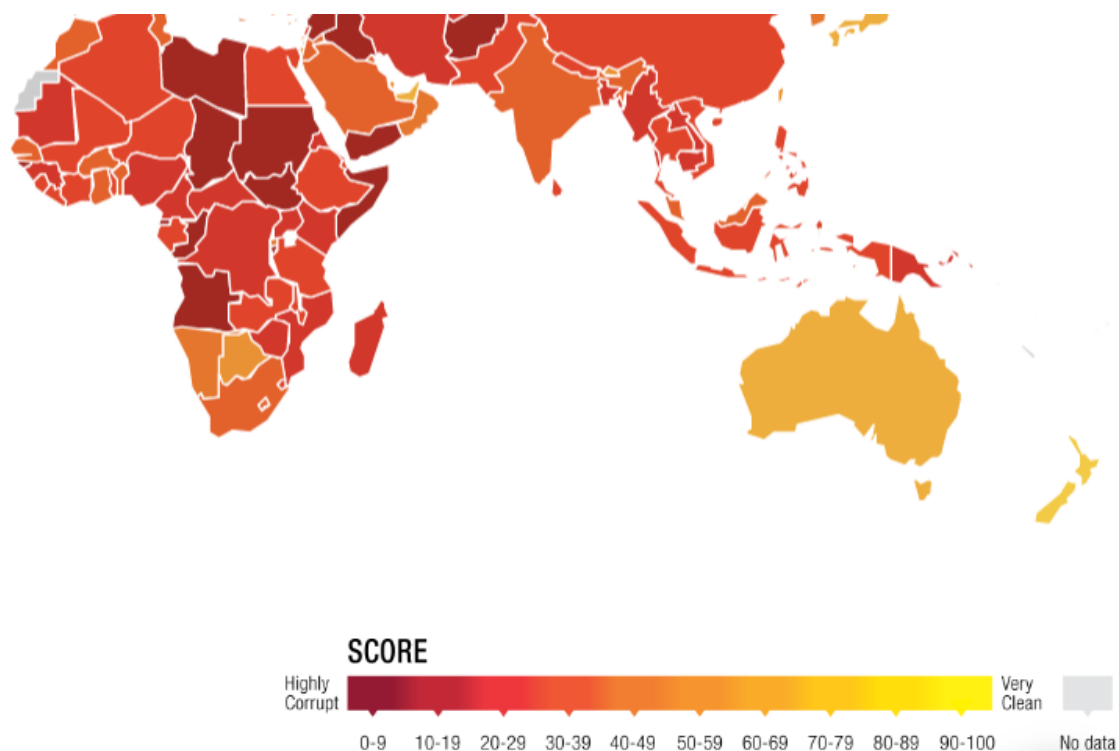 SCORE
Highly
Corrupt
Very
Clean
0-9 10-19 20-29 30-39 40-49 50-59 60-69 70-79 80-89 90-100 No data